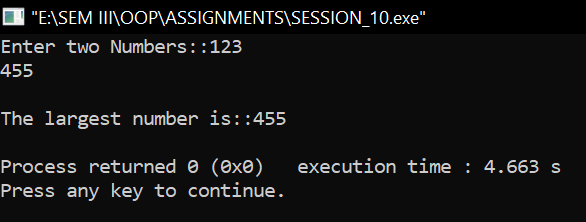 "E:\SEM III\OOP\ASSIGNMENTS\SESSION_10.exe"
Enter two Numbers::123
455
The largest number is::455
Process returned 0 (0x0)   execution time : 4.663 s
Press any key to continue.